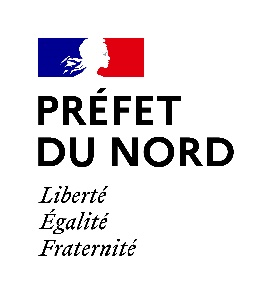 PRÉFET
DU NORD
Liberté
Égalité
Fraternité